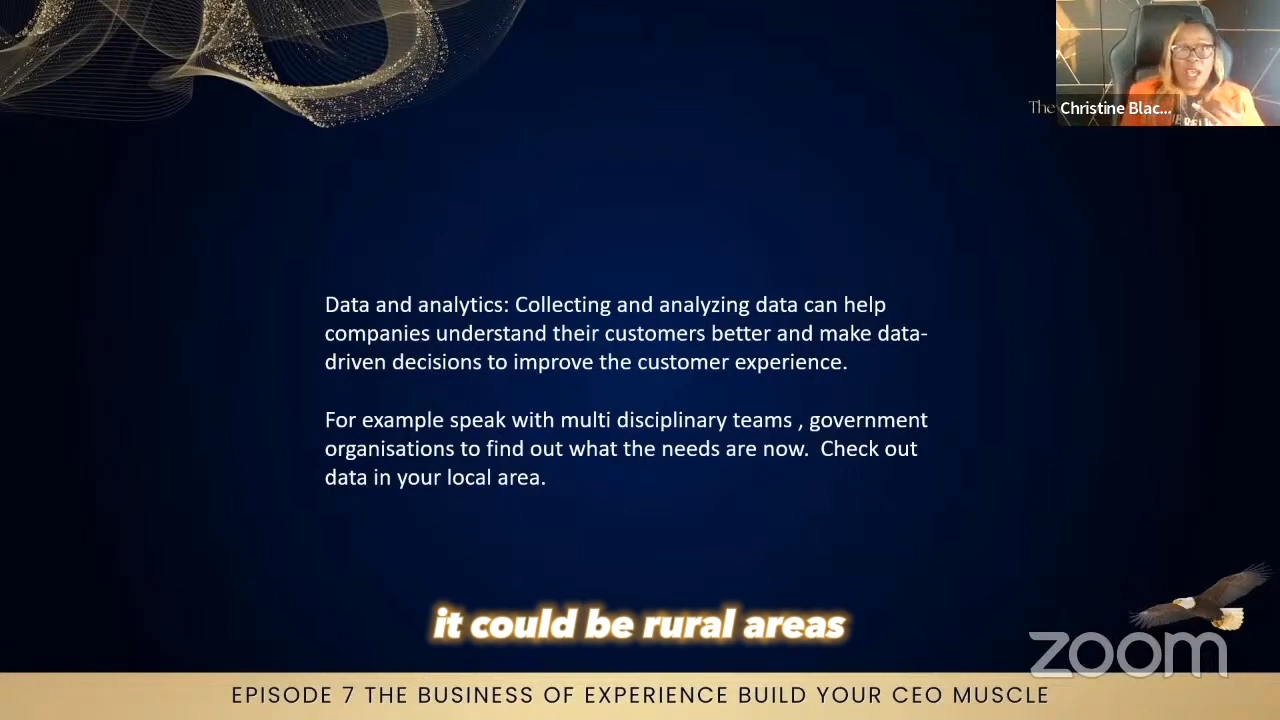 The
Christine Blac...
Data and analytics: Collecting and analyzing data can help
companies understand their customers better and make data-
driven decisions to improve the customer experience.
For example speak with multi disciplinary teams , government
organisations to find out what the needs are now.  Check out
data in your local area.
it could be rural areas
zoom
EPISODE 7 THE BUSINESS OF EXPERIENCE BUILD YOUR CEO MUSCLE